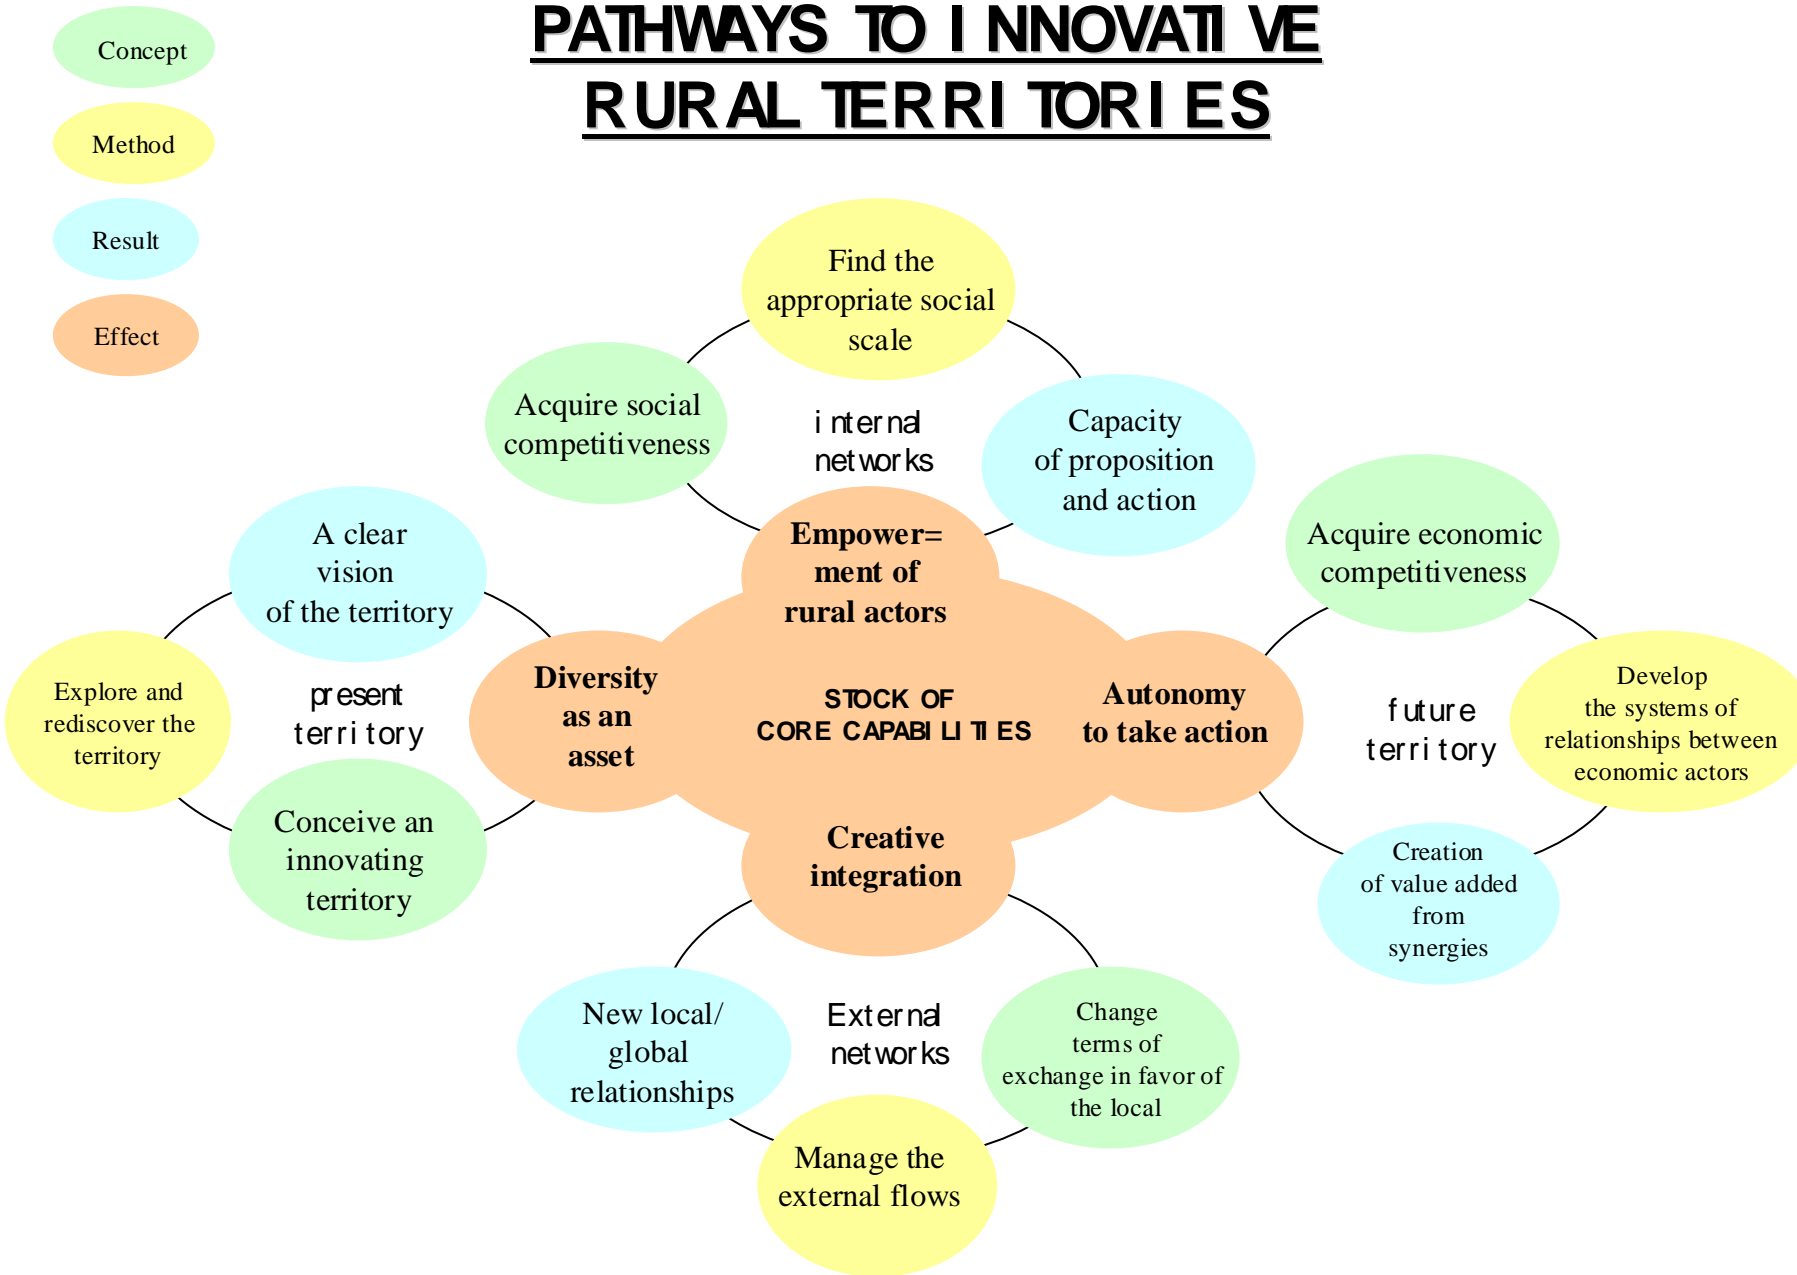 PATHWAYS TO INNOVATIVE
RURAL TERRITORIES
Concept
Method
Result
Effect
Find the
appropriate social
scale
Acquire social
competitiveness
internal
networks
Capacity
of proposition
and action
Empower=
ment of
rural actors
A clear
vision
of the territory
Explore and
rediscover the
territory
present
territory
Conceive an
innovating
territory
Diversity
as an
asset
STOCK OF
CORE CAPABILITIES
Autonomy
to take action
Acquire economic
competitiveness
future
territory
Develop
the systems of
relationships between
economic actors
Creation
of value added
from
synergies
Creative
integration
New local/
global
relationships
External
networks
Change
terms of
exchange in favor of
the local
Manage the
external flows